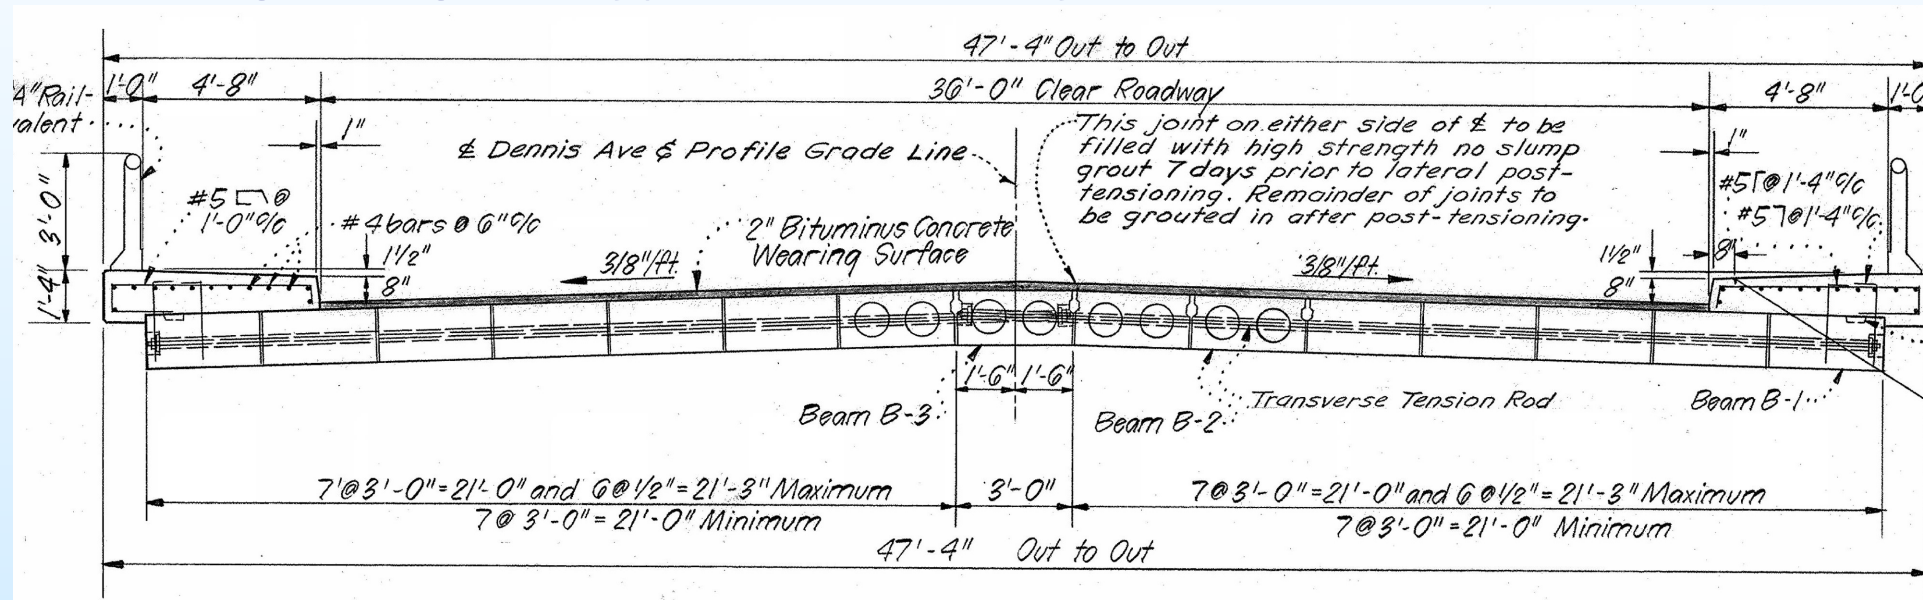 47'-4" Out to Out
1'-0"
4'-8"
36'-0" Clear Roadway
4'-8"
4" Rail-
1"
℄ Dennis Ave & Profile Grade Line
This joint on either side of ℄ to be
filled with high strength no slump
grout 7 days prior to lateral post-
tensioning. Remainder of joints to
be grouted in after post-tensioning.
1"
3'-0"
1'-4"
#5 @
1'-0" c/c
#4 bars @ 6" c/c
1½"
8"
3/8"/ft.
2" Bituminus Concrete
Wearing Surface
3/8"/ft.
#5 @ 1'-4" c/c
#5 @ 1'-4" c/c
1½"
8"
8"
1'-6"
1'-6"
Beam B-3
Beam B-2
Transverse Tension Rod
Beam B-1
7'@3'-0"=21'-0" and 6@½"=21'-3" Maximum
7@3'-0"=21'-0" Minimum
3'-0"
7@3'-0"=21'-0" and 6@½"=21'-3" Maximum
7@3'-0"=21'-0" Minimum
47'-4" Out to Out